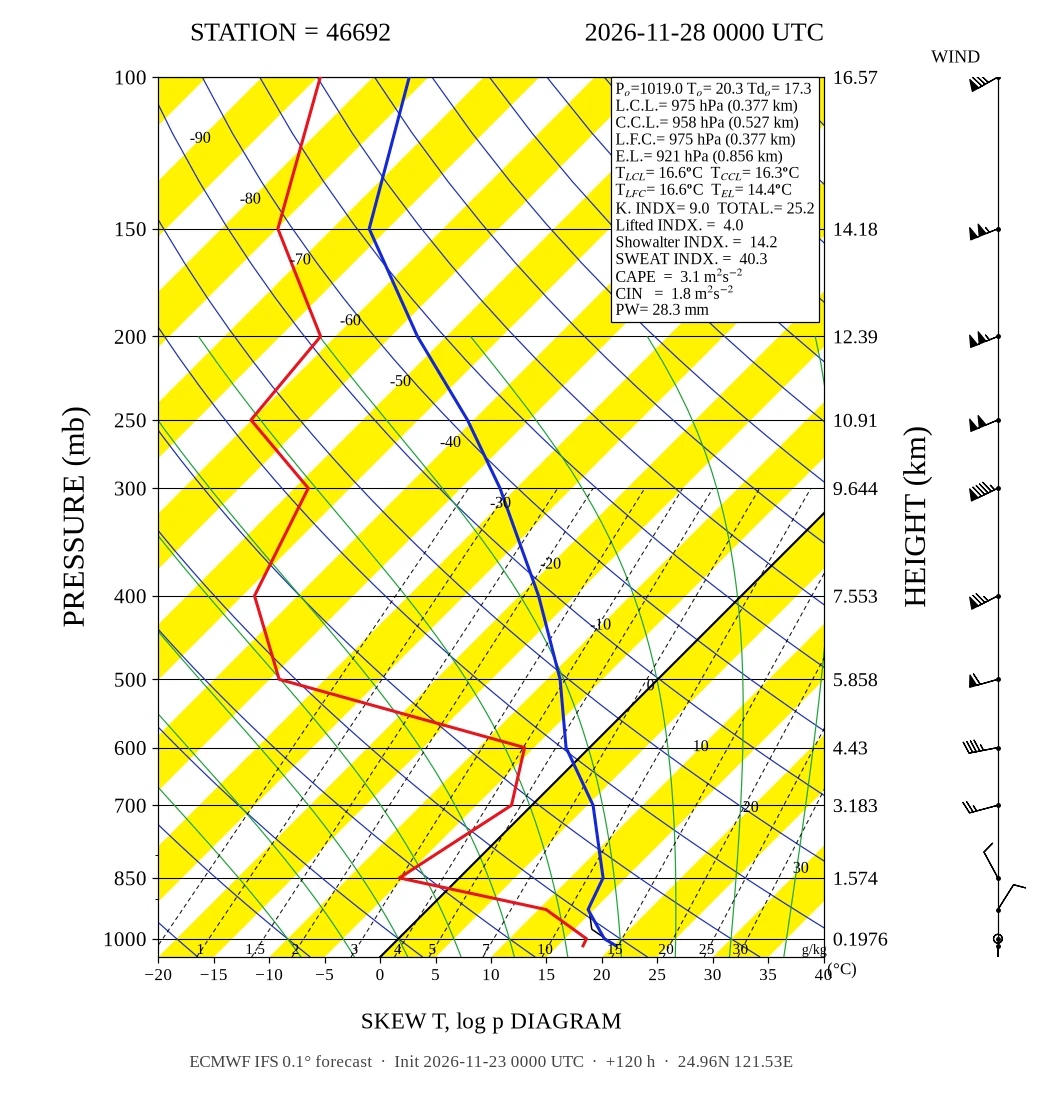 STATION = 46692
2026-11-28 0000 UTC
WIND
Pₒ=1019.0 Tₒ= 20.3 Tdₒ= 17.3
L.C.L.= 975 hPa (0.377 km)
C.C.L.= 958 hPa (0.527 km)
L.F.C.= 975 hPa (0.377 km)
E.L.= 921 hPa (0.856 km)
T_LCL= 16.6°C T_CCL= 16.3°C
T_LFC= 16.6°C T_EL= 14.4°C
K. INDX= 9.0 TOTAL.= 25.2
Lifted INDX. = 4.0
Showalter INDX. = 14.2
SWEAT INDX. = 40.3
CAPE = 3.1 m²s⁻²
CIN = 1.8 m²s⁻²
PW= 28.3 mm
PRESSURE (mb)
100
150
200
250
300
400
500
600
700
850
1000
-90
-80
-70
-60
-50
-40
-30
-20
-10
0
10
20
30
16.57
14.18
12.39
10.91
9.644
7.553
5.858
4.43
3.183
1.574
0.1976
HEIGHT (km)
1 1.5 2 3 4 5 7 10 15 20 25 30 g/kg
−20 −15 −10 −5 0 5 10 15 20 25 30 35 40 (°C)
SKEW T, log p DIAGRAM
ECMWF IFS 0.1° forecast · Init 2026-11-23 0000 UTC · +120 h · 24.96N 121.53E